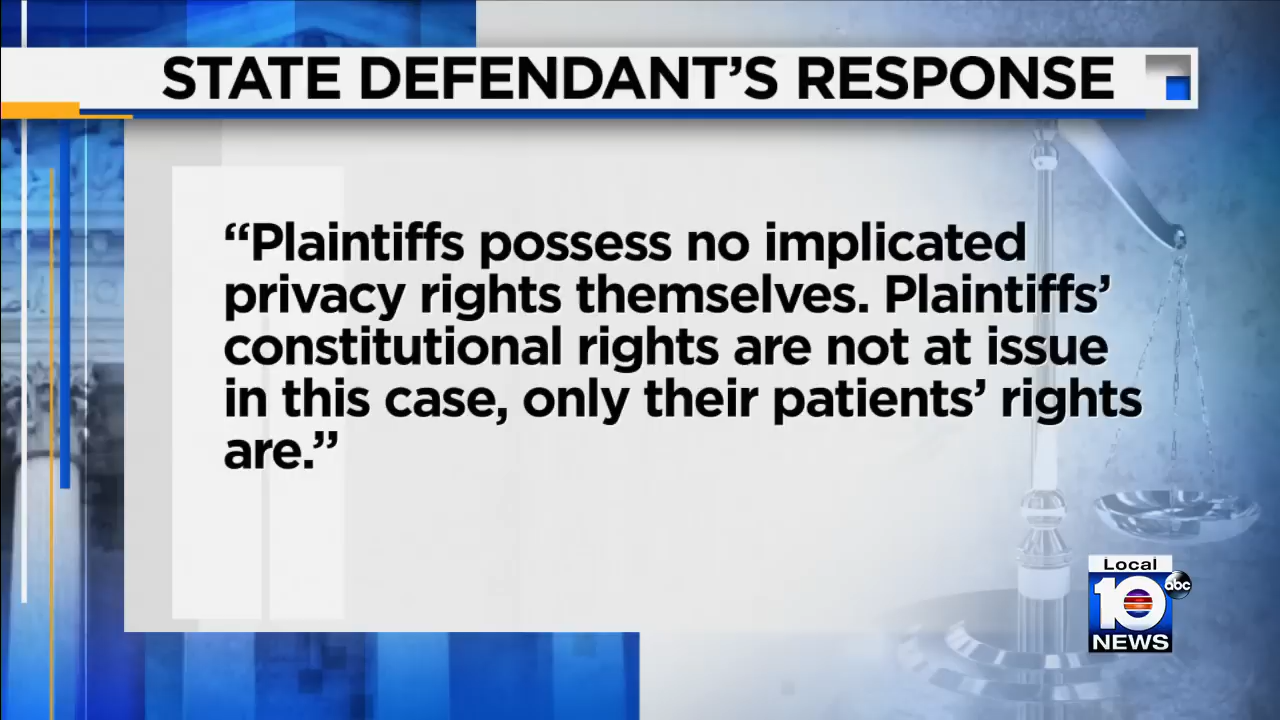 STATE DEFENDANT’S RESPONSE
“Plaintiffs possess no implicated
privacy rights themselves. Plaintiffs’
constitutional rights are not at issue
in this case, only their patients’ rights
are.”
Local
10 abc
NEWS